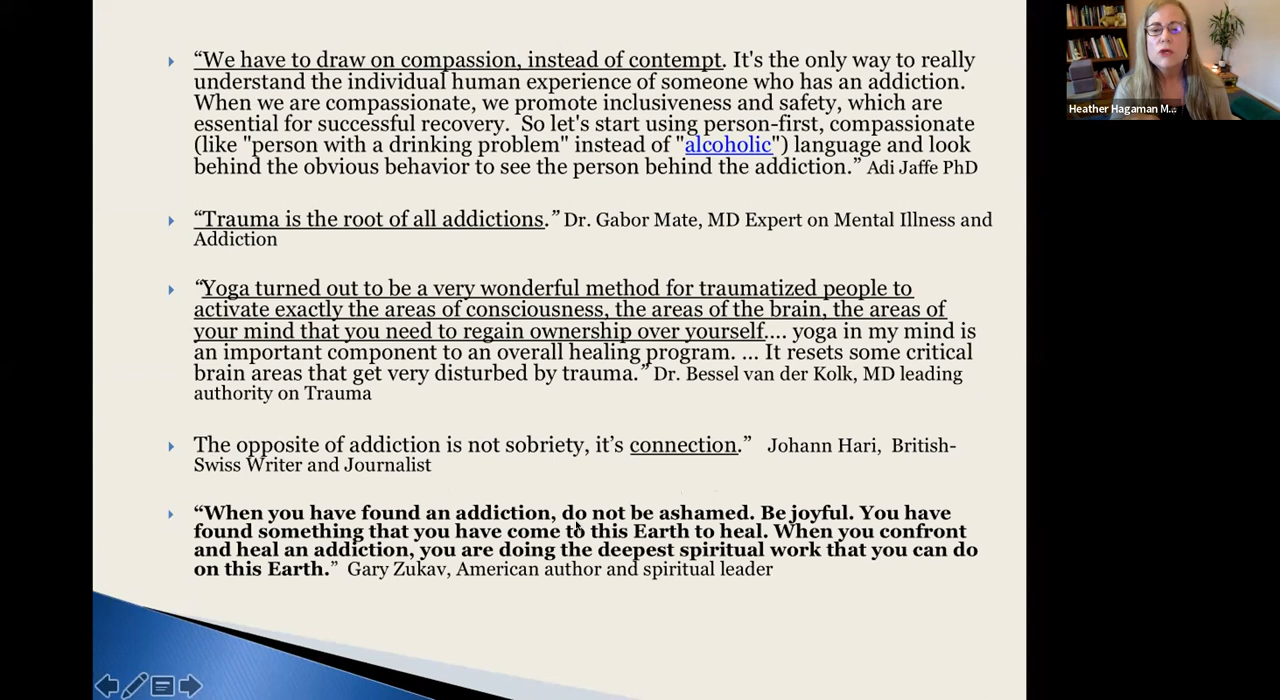 “We have to draw on compassion, instead of contempt. It's the only way to really
understand the individual human experience of someone who has an addiction.
When we are compassionate, we promote inclusiveness and safety, which are
essential for successful recovery.  So let's start using person-first, compassionate
(like "person with a drinking problem" instead of "alcoholic") language and look
behind the obvious behavior to see the person behind the addiction.” Adi Jaffe PhD
“Trauma is the root of all addictions.” Dr. Gabor Mate, MD Expert on Mental Illness and
Addiction
“Yoga turned out to be a very wonderful method for traumatized people to
activate exactly the areas of consciousness, the areas of the brain, the areas of
your mind that you need to regain ownership over yourself.... yoga in my mind is
an important component to an overall healing program. ... It resets some critical
brain areas that get very disturbed by trauma.” Dr. Bessel van der Kolk, MD leading
authority on Trauma
The opposite of addiction is not sobriety, it’s connection.”  Johann Hari,  British-
Swiss Writer and Journalist
“When you have found an addiction, do not be ashamed. Be joyful. You have
found something that you have come to this Earth to heal. When you confront
and heal an addiction, you are doing the deepest spiritual work that you can do
on this Earth.”  Gary Zukav, American author and spiritual leader
Heather Hagaman M...